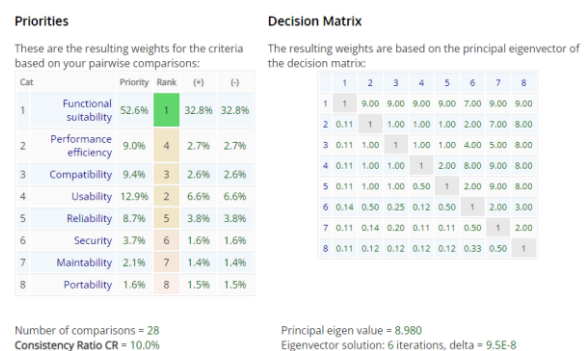 Priorities
These are the resulting weights for the criteria
based on your pairwise comparisons:
Cat Priority Rank (+) (-)
1 Functional suitability 52.6% 1 32.8% 32.8%
2 Performance efficiency 9.0% 4 2.7% 2.7%
3 Compatibility 9.4% 3 2.6% 2.6%
4 Usability 12.9% 2 6.6% 6.6%
5 Reliability 8.7% 5 3.8% 3.8%
6 Security 3.7% 6 1.6% 1.6%
7 Maintability 2.1% 7 1.4% 1.4%
8 Portability 1.6% 8 1.5% 1.5%
Number of comparisons = 28
Consistency Ratio CR = 10.0%
Decision Matrix
The resulting weights are based on the principal eigenvector of
the decision matrix:
1 2 3 4 5 6 7 8
1 1 9.00 9.00 9.00 9.00 7.00 9.00 9.00
2 0.11 1 1.00 1.00 1.00 2.00 7.00 8.00
3 0.11 1.00 1 1.00 1.00 4.00 5.00 8.00
4 0.11 1.00 1.00 1 2.00 8.00 9.00 8.00
5 0.11 1.00 1.00 0.50 1 2.00 9.00 8.00
6 0.14 0.50 0.25 0.12 0.50 1 2.00 3.00
7 0.11 0.14 0.20 0.11 0.11 0.50 1 2.00
8 0.11 0.12 0.12 0.12 0.12 0.33 0.50 1
Principal eigen value = 8.980
Eigenvector solution: 6 iterations, delta = 9.5E-8